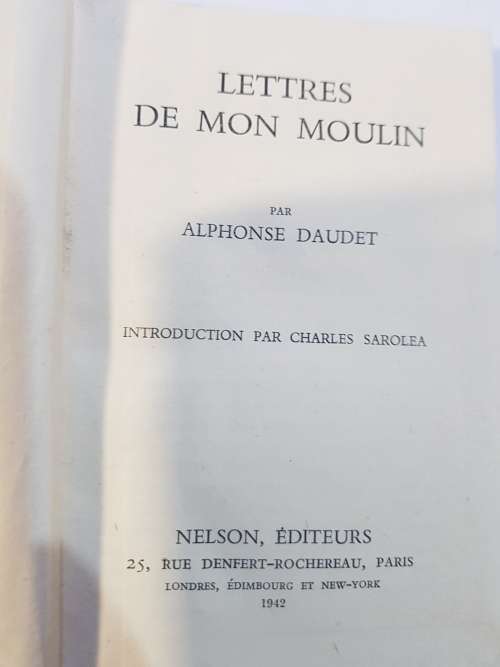 LETTRES
DE MON MOULIN
PAR
ALPHONSE DAUDET
INTRODUCTION PAR CHARLES SAROLEA
NELSON, ÉDITEURS
25, RUE DENFERT-ROCHEREAU, PARIS
LONDRES, ÉDIMBOURG ET NEW-YORK
1942